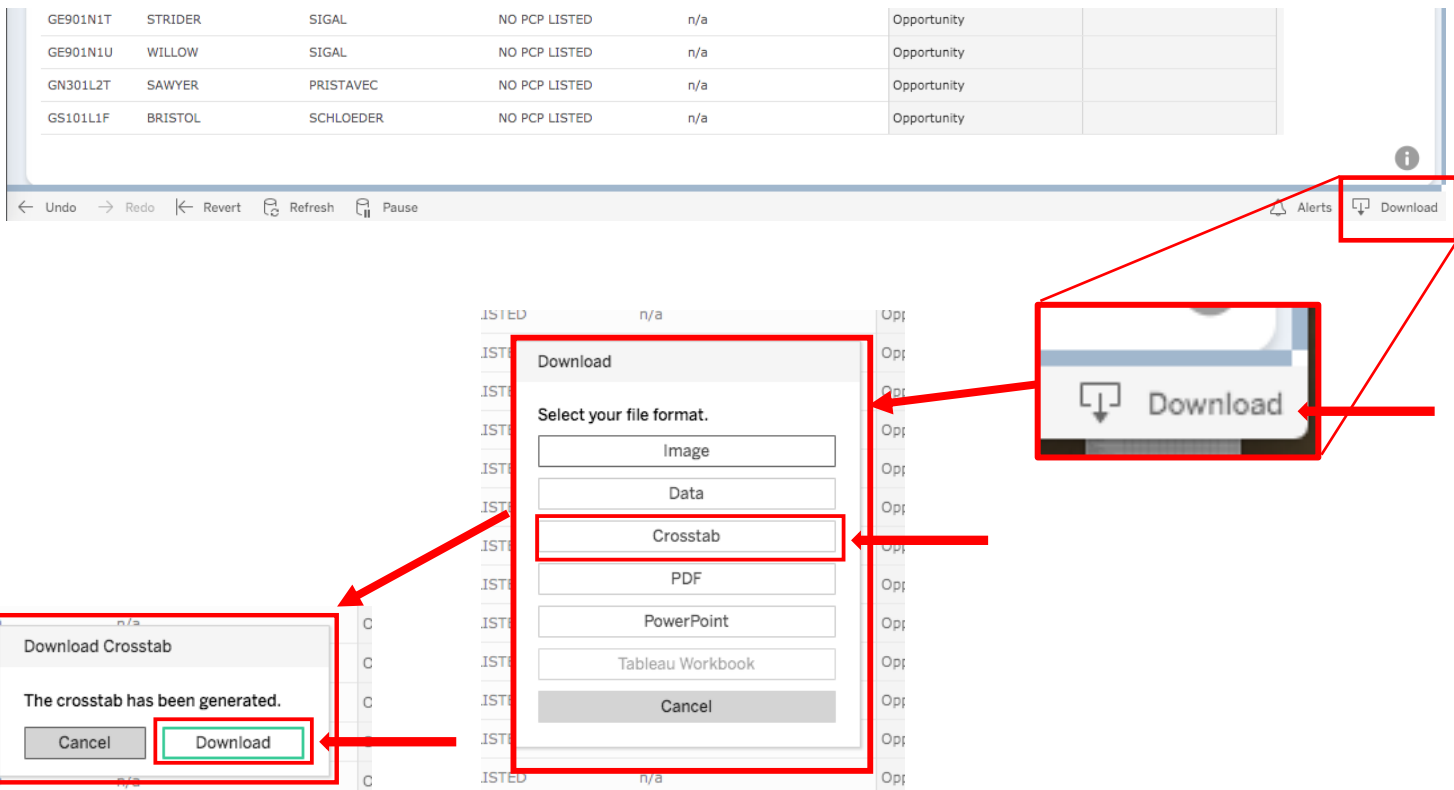 GE901N1T STRIDER SIGAL NO PCP LISTED n/a Opportunity
GE901N1U WILLOW SIGAL NO PCP LISTED n/a Opportunity
GN301L2T SAWYER PRISTAVEC NO PCP LISTED n/a Opportunity
GS101L1F BRISTOL SCHLOEDER NO PCP LISTED n/a Opportunity
Undo Redo Revert Refresh Pause Alerts Download
Download
Download
Select your file format.
Image
Data
Crosstab
PDF
PowerPoint
Tableau Workbook
Cancel
LISTED n/a Opp
Download Crosstab
The crosstab has been generated.
Cancel Download
n/a